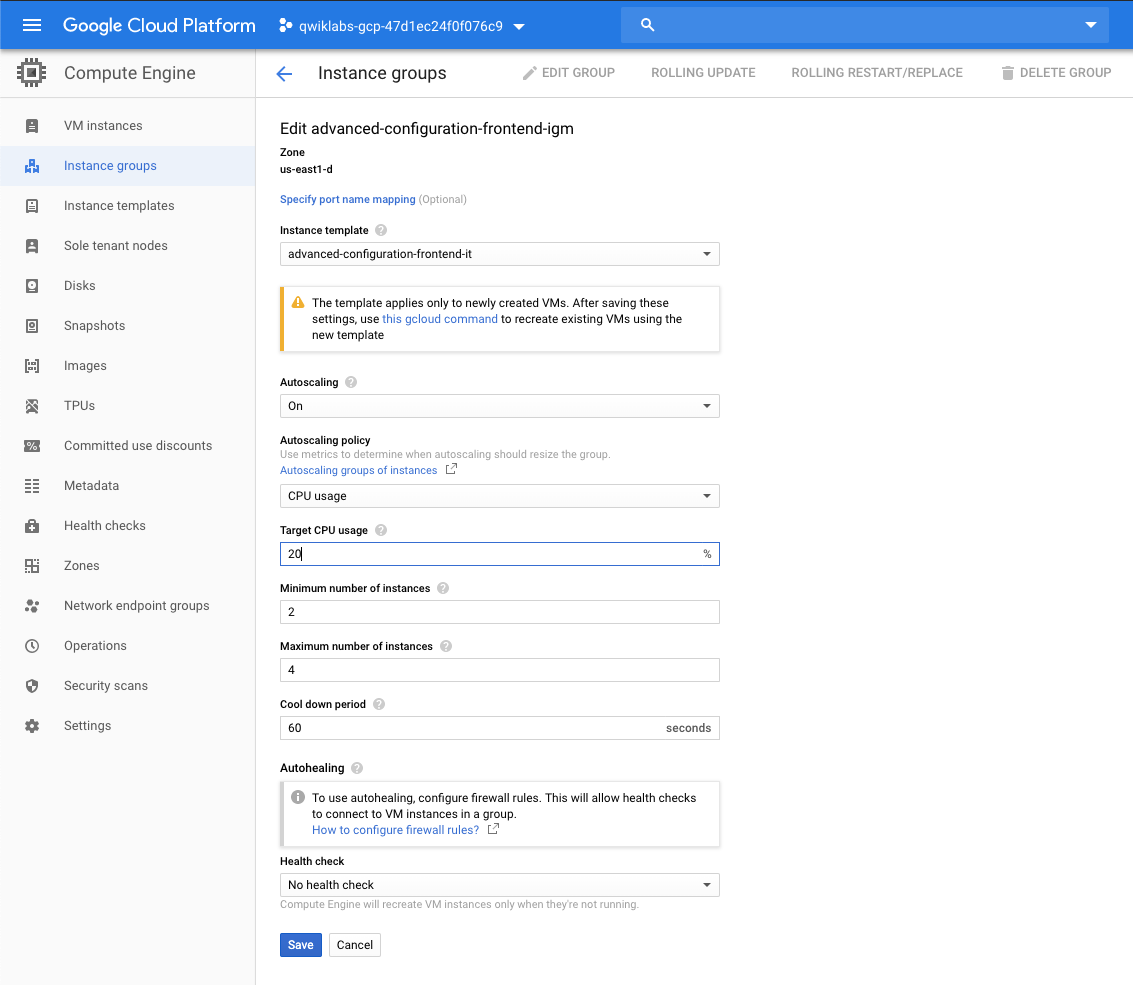 Google Cloud Platform
qwiklabs-gcp-47d1ec24f0f076c9
Compute Engine
Instance groups
EDIT GROUP
ROLLING UPDATE
ROLLING RESTART/REPLACE
DELETE GROUP
VM instances
Instance groups
Instance templates
Sole tenant nodes
Disks
Snapshots
Images
TPUs
Committed use discounts
Metadata
Health checks
Zones
Network endpoint groups
Operations
Security scans
Settings
Edit advanced-configuration-frontend-igm
Zone
us-east1-d
Specify port name mapping (Optional)
Instance template
advanced-configuration-frontend-it
The template applies only to newly created VMs. After saving these
settings, use this gcloud command to recreate existing VMs using the
new template
Autoscaling
On
Autoscaling policy
Use metrics to determine when autoscaling should resize the group.
Autoscaling groups of instances
CPU usage
Target CPU usage
20 %
Minimum number of instances
2
Maximum number of instances
4
Cool down period
60 seconds
Autohealing
To use autohealing, configure firewall rules. This will allow health checks
to connect to VM instances in a group.
How to configure firewall rules?
Health check
No health check
Compute Engine will recreate VM instances only when they're not running.
Save
Cancel